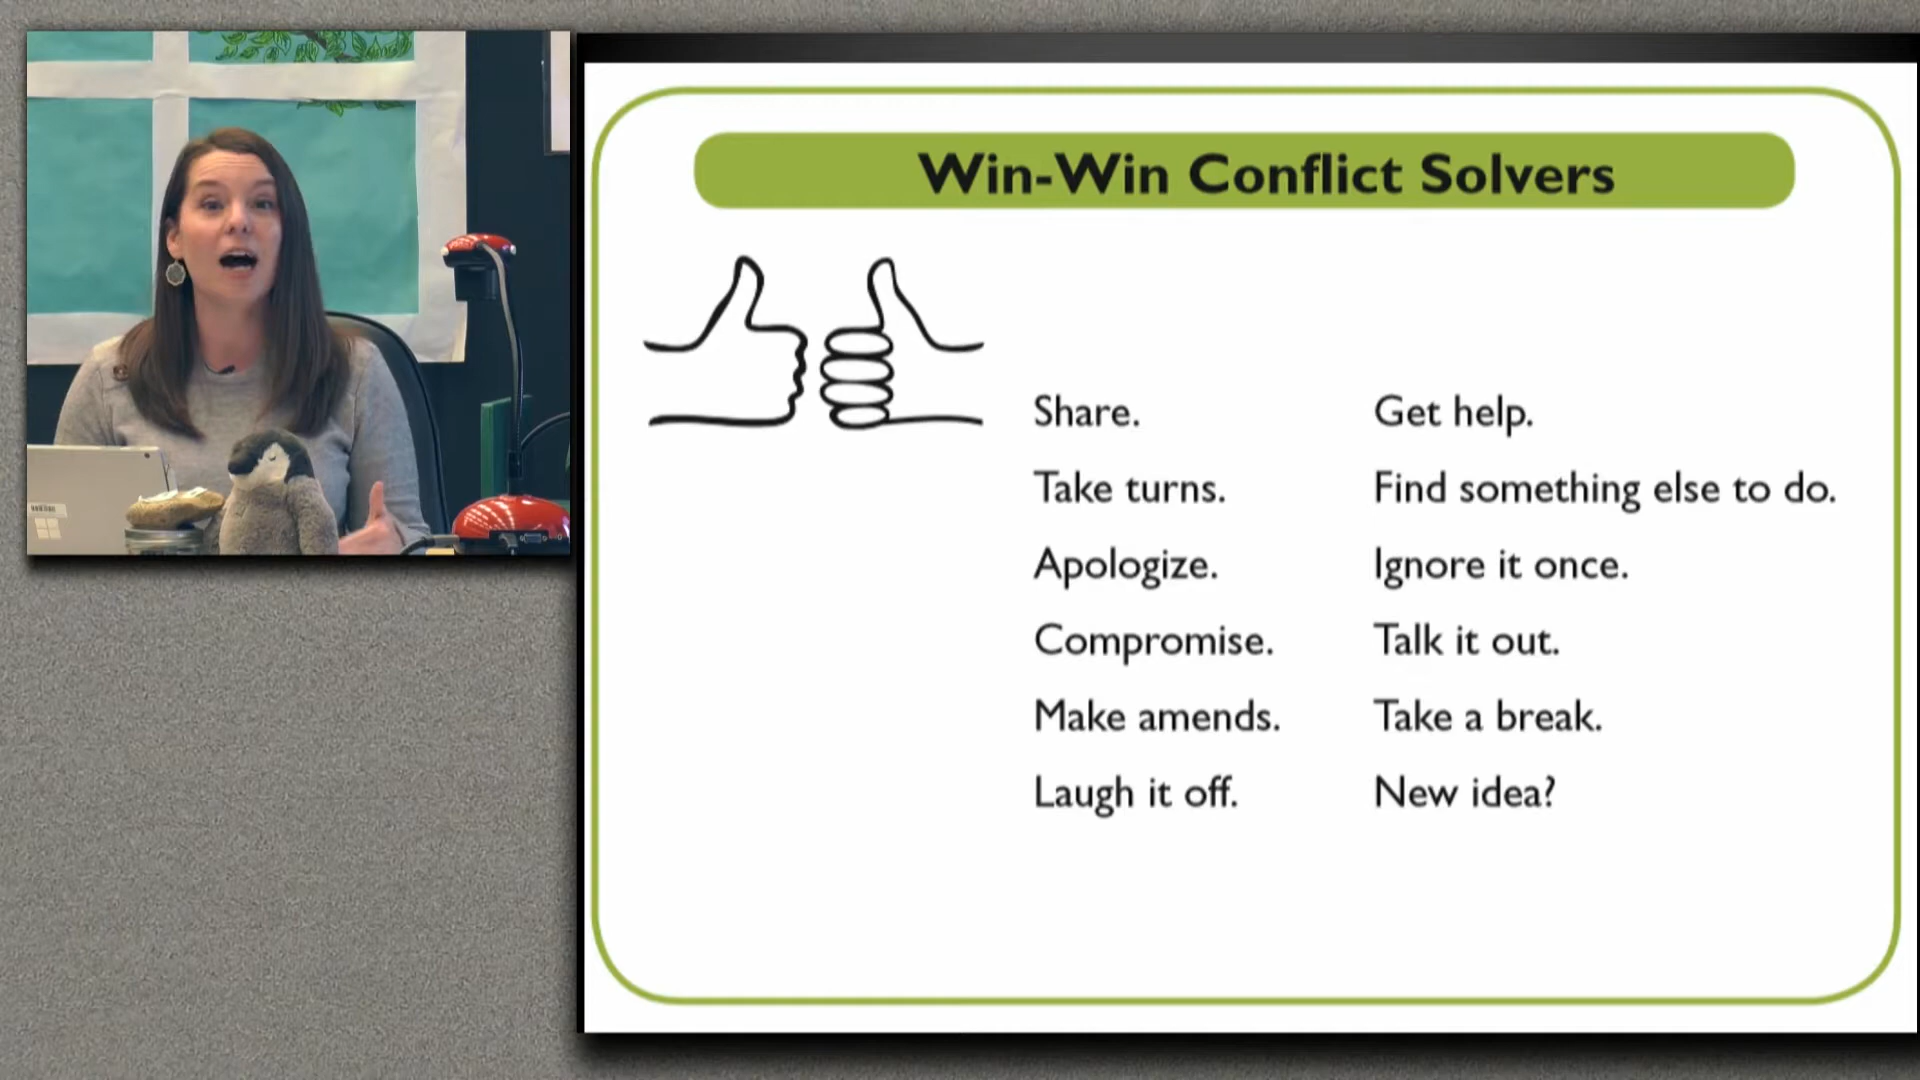 Win-Win Conflict Solvers
Share.
Take turns.
Apologize.
Compromise.
Make amends.
Laugh it off.
Get help.
Find something else to do.
Ignore it once.
Talk it out.
Take a break.
New idea?